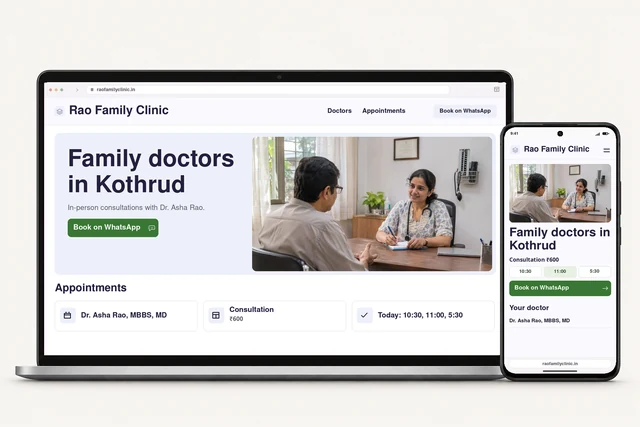 raofamilyclinic.in
Rao Family Clinic
Doctors
Appointments
Book on WhatsApp
Family doctors
in Kothrud
In-person consultations with Dr. Asha Rao.
Book on WhatsApp
Appointments
Dr. Asha Rao, MBBS, MD
Consultation
₹600
Today: 10:30, 11:00, 5:30
9:41
Rao Family Clinic
Family doctors in
Kothrud
Consultation ₹600
10:30
11:00
5:30
Book on WhatsApp
Your doctor
Dr. Asha Rao, MBBS, MD
raofamilyclinic.in